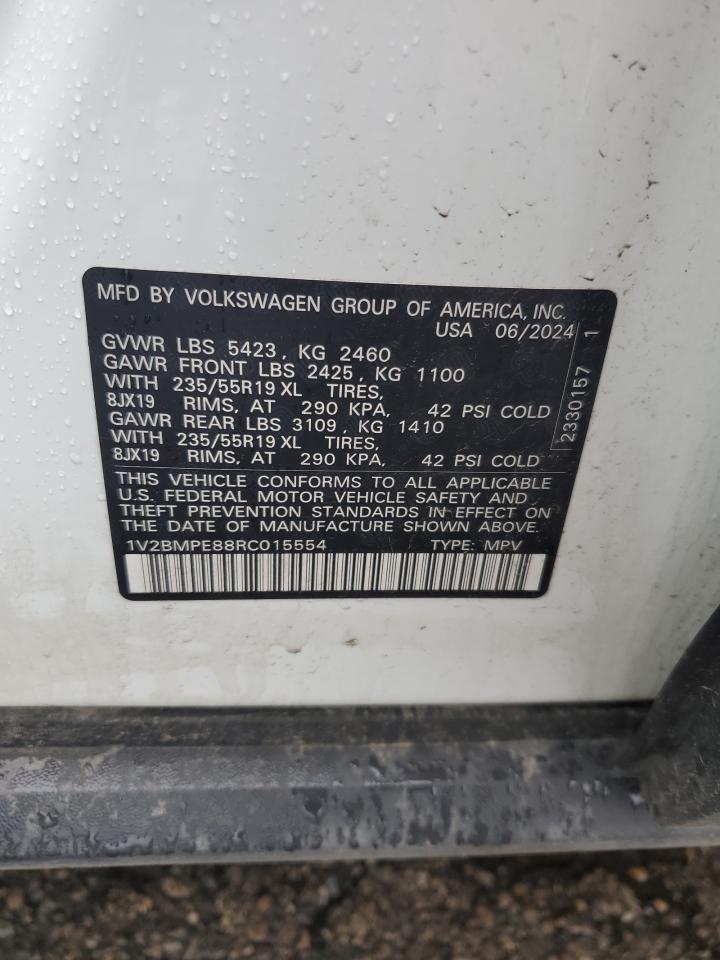 MFD BY VOLKSWAGEN GROUP OF AMERICA, INC.
USA 06/2024
GVWR LBS 5423, KG 2460
GAWR FRONT LBS 2425, KG 1100
WITH 235/55R19 XL TIRES,
8JX19 RIMS, AT 290 KPA, 42 PSI COLD
GAWR REAR LBS 3109, KG 1410
WITH 235/55R19 XL TIRES,
8JX19 RIMS, AT 290 KPA, 42 PSI COLD
2330157 1
THIS VEHICLE CONFORMS TO ALL APPLICABLE
U.S. FEDERAL MOTOR VEHICLE SAFETY AND
THEFT PREVENTION STANDARDS IN EFFECT ON
THE DATE OF MANUFACTURE SHOWN ABOVE.
1V2BMPE88RC015554 TYPE: MPV